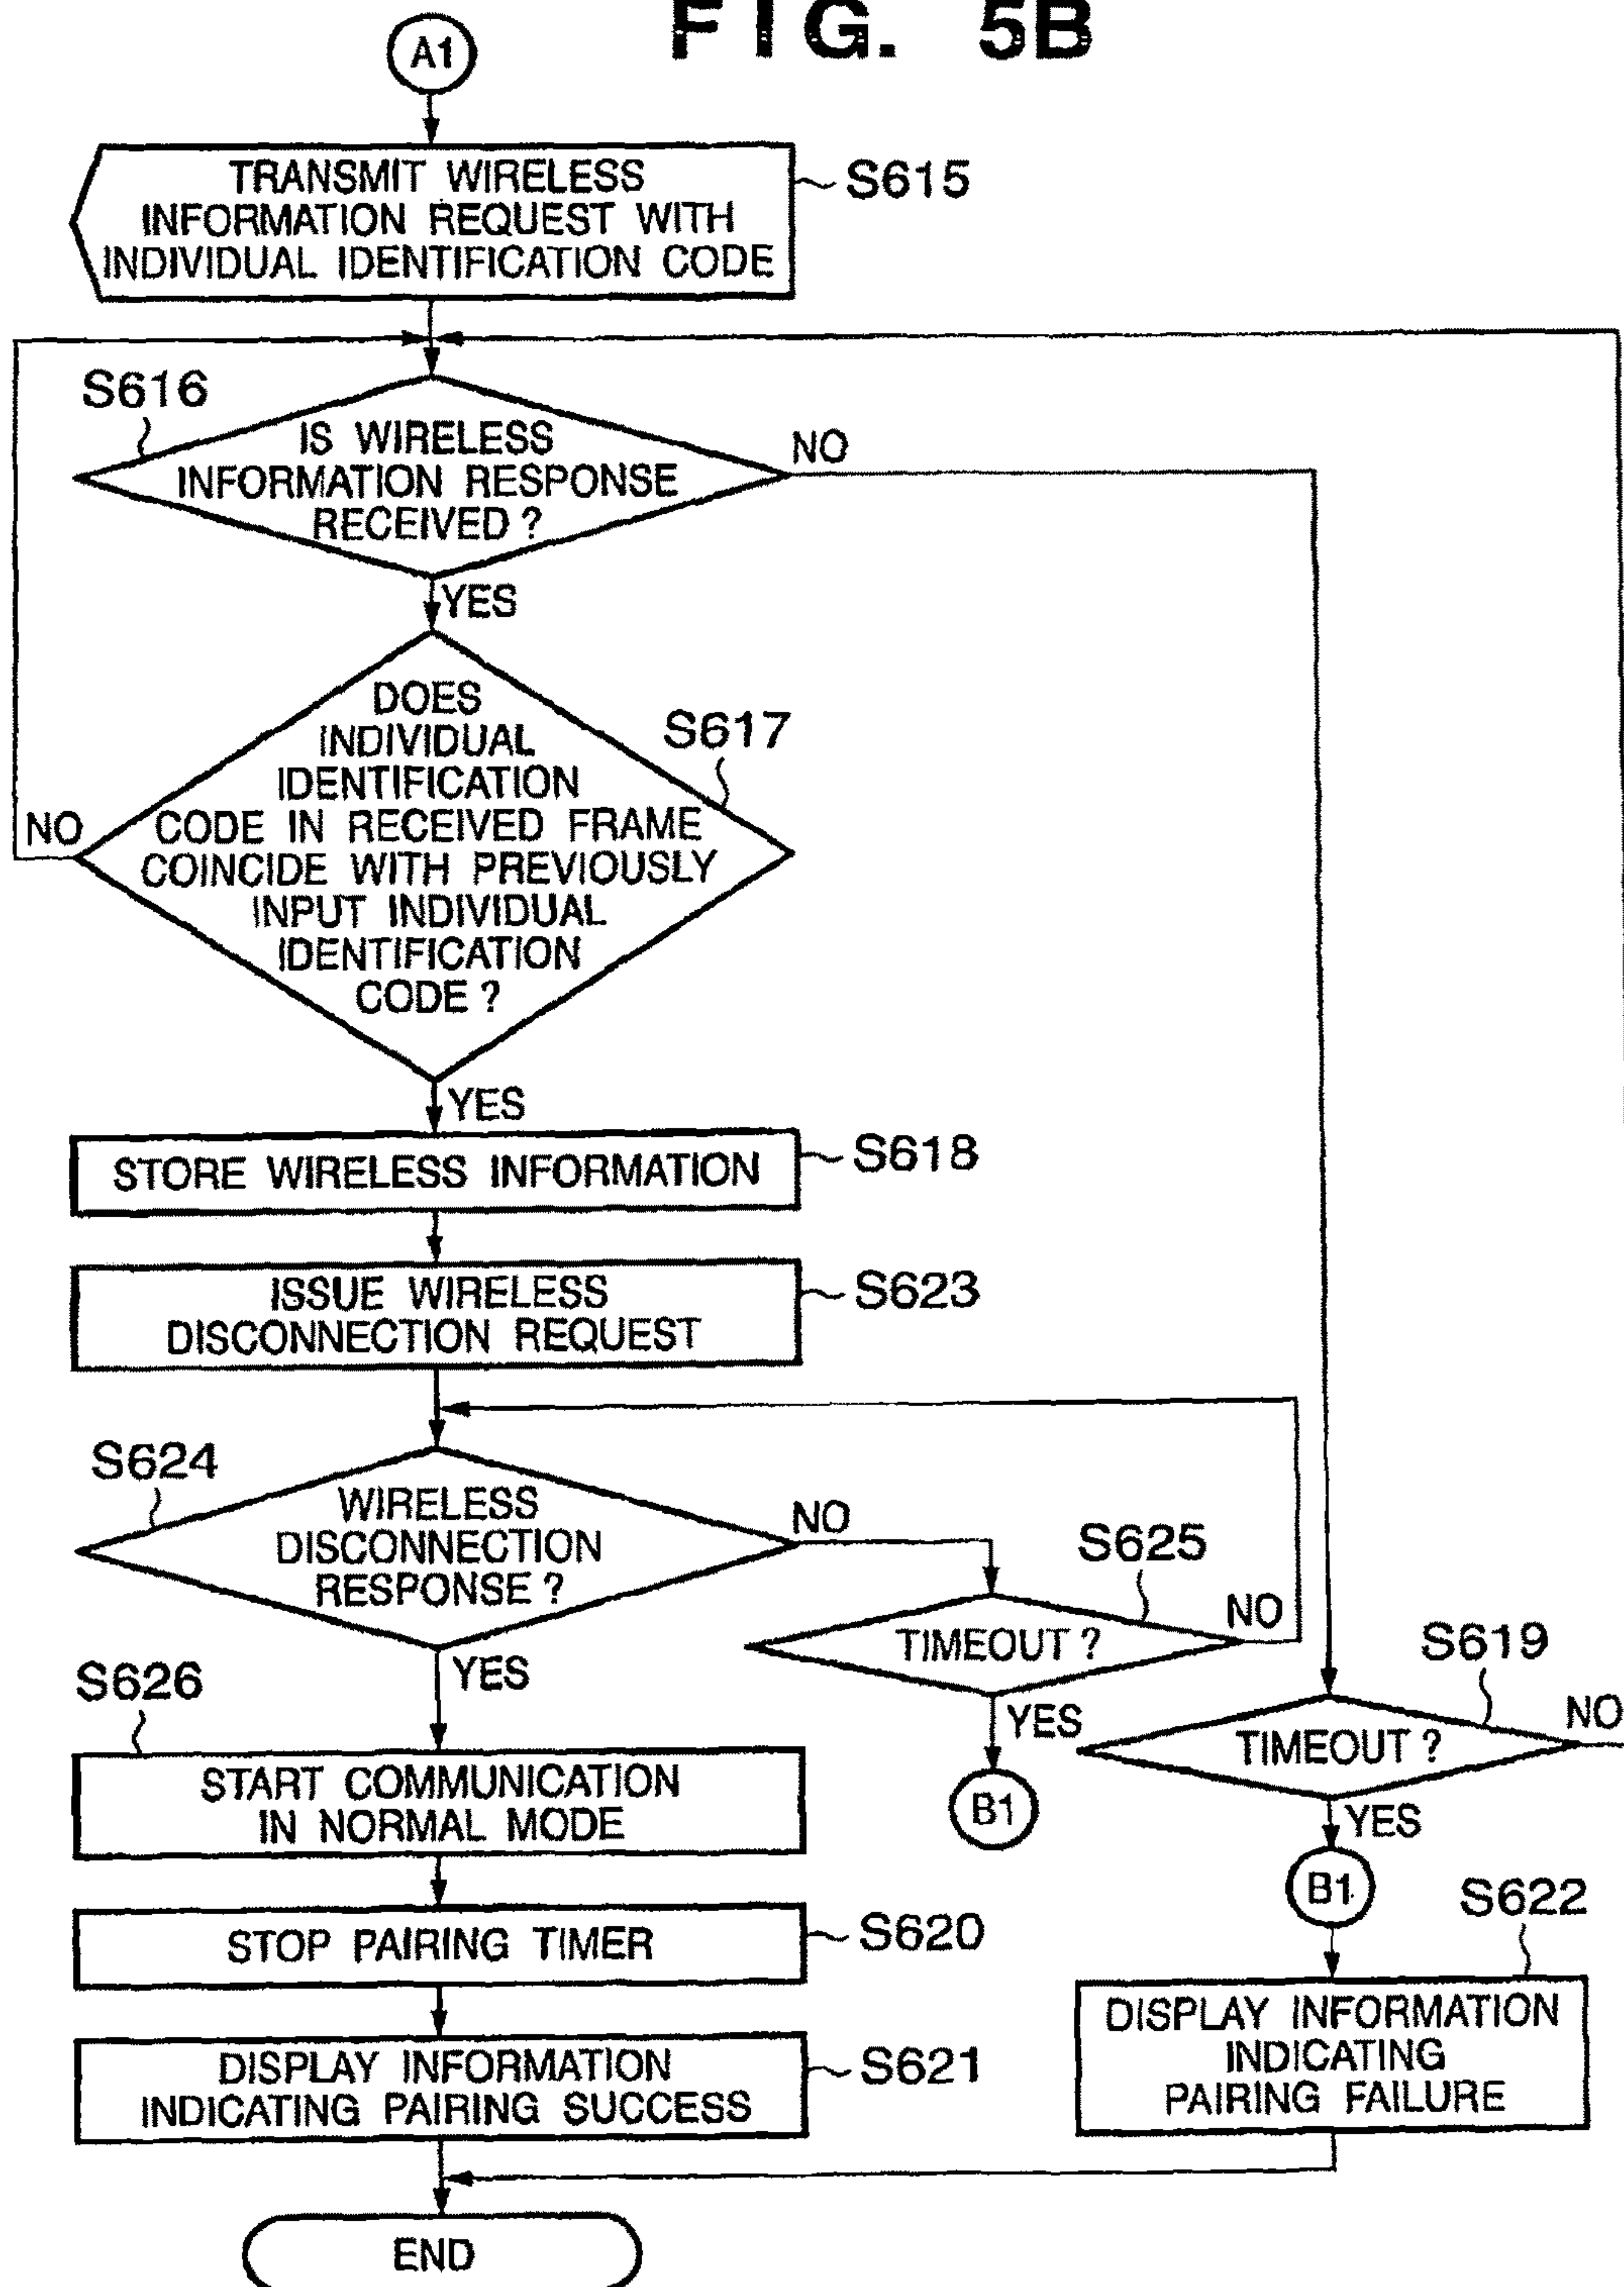 FIG. 5B
A1
TRANSMIT WIRELESS
INFORMATION REQUEST WITH
INDIVIDUAL IDENTIFICATION CODE
S615
S616
IS WIRELESS
INFORMATION RESPONSE
RECEIVED ?
NO
YES
DOES
INDIVIDUAL
IDENTIFICATION
CODE IN RECEIVED FRAME
COINCIDE WITH PREVIOUSLY
INPUT INDIVIDUAL
IDENTIFICATION
CODE ?
S617
NO
YES
STORE WIRELESS INFORMATION
S618
ISSUE WIRELESS
DISCONNECTION REQUEST
S623
S624
WIRELESS
DISCONNECTION
RESPONSE ?
NO
YES
S625
TIMEOUT ?
NO
YES
B1
S619
TIMEOUT ?
NO
YES
B1
S626
START COMMUNICATION
IN NORMAL MODE
STOP PAIRING TIMER
S620
S622
DISPLAY INFORMATION
INDICATING
PAIRING FAILURE
DISPLAY INFORMATION
INDICATING PAIRING SUCCESS
S621
END